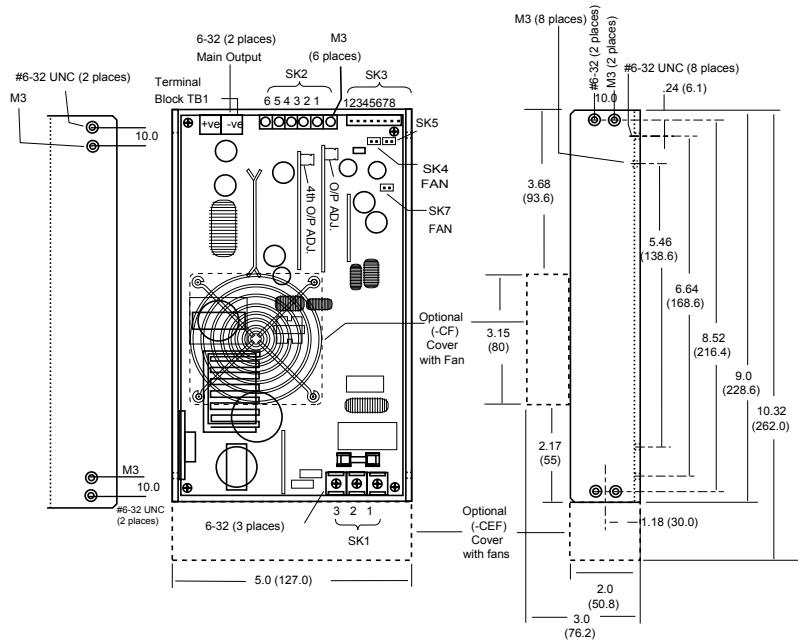 #6-32 UNC (2 places)
M3
10.0
M3
10.0
#6-32 UNC
(2 places)
6-32 (2 places)
Main Output
Terminal
Block TB1
+ve -ve
SK2
6 5 4 3 2 1
M3
(6 places)
SK3
12345678
SK5
SK4
FAN
SK7
FAN
4th O/P ADJ.
O/P ADJ.
Optional
(-CF)
Cover
with Fan
6-32 (3 places)
3 2 1
SK1
Optional
(-CEF)
Cover
with fans
5.0 (127.0)
M3 (8 places)
#6-32 (2 places)
M3 (2 places)
#6-32 UNC (8 places)
10.0
.24 (6.1)
3.68
(93.6)
3.15
(80)
2.17
(55)
5.46
(138.6)
6.64
(168.6)
8.52
(216.4)
9.0
(228.6)
10.32
(262.0)
1.18 (30.0)
2.0
(50.8)
3.0
(76.2)